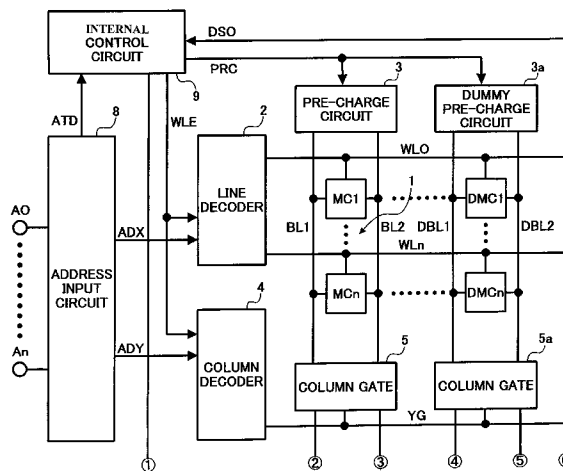 INTERNAL
CONTROL
CIRCUIT
9
DSO
PRC
3
3a
PRE-CHARGE
CIRCUIT
DUMMY
PRE-CHARGE
CIRCUIT
ATD
8
WLE
2
LINE
DECODER
WLO
MC1
DMC1
1
BL1
BL2
DBL1
DBL2
AO
An
ADDRESS
INPUT
CIRCUIT
ADX
WLn
MCn
DMCn
ADY
4
COLUMN
DECODER
5
5a
COLUMN GATE
COLUMN GATE
YG
①
②
③
④
⑤